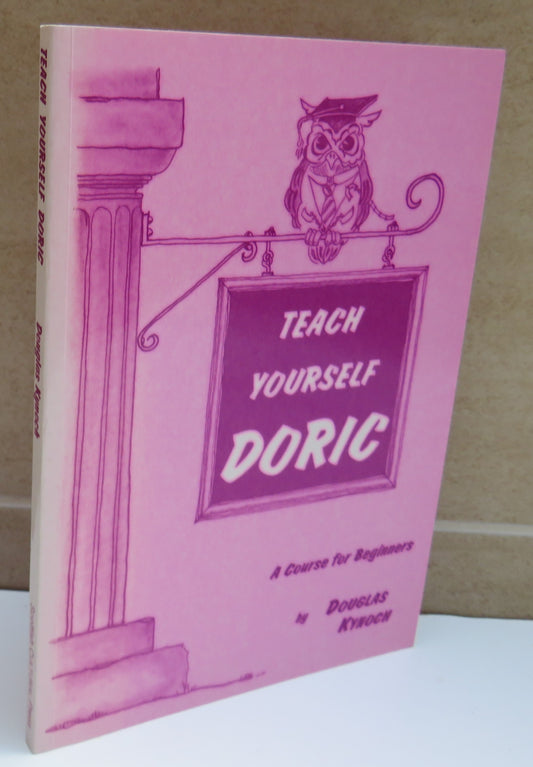 TEACH YOURSELF DORIC
Douglas Kynoch
TEACH
YOURSELF
DORIC
A Course for Beginners
by DOUGLAS
KYNOCH